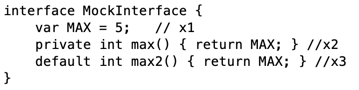 interface MockInterface {
    var MAX = 5;   // x1
    private int max() { return MAX; } //x2
    default int max2() { return MAX; } //x3
}